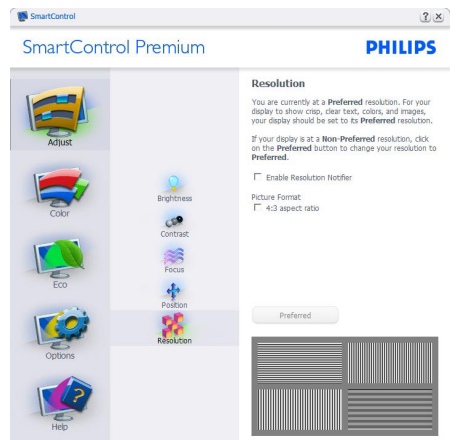 SmartControl
?
SmartControl Premium
PHILIPS
Adjust
Color
Eco
Options
?
Help
Brightness
Contrast
Focus
Position
Resolution
Resolution
You are currently at a Preferred resolution. For your
display to show crisp, clear text, colors, and images,
your display should be set to its Preferred resolution.
If your display is at a Non-Preferred resolution, click
on the Preferred button to change your resolution to
Preferred.
Enable Resolution Notifier
Picture Format
4:3 aspect ratio
Preferred